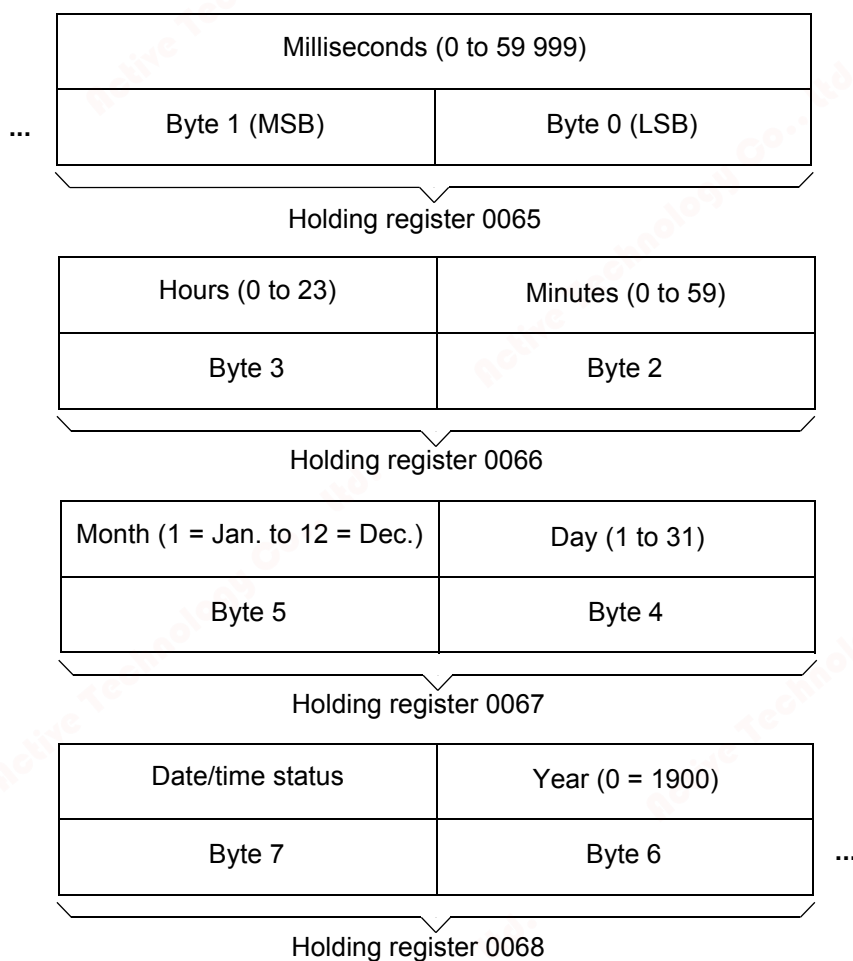 Milliseconds (0 to 59 999)
... Byte 1 (MSB) Byte 0 (LSB)
Holding register 0065
Hours (0 to 23) Minutes (0 to 59)
Byte 3 Byte 2
Holding register 0066
Month (1 = Jan. to 12 = Dec.) Day (1 to 31)
Byte 5 Byte 4
Holding register 0067
Date/time status Year (0 = 1900)
Byte 7 Byte 6 ...
Holding register 0068